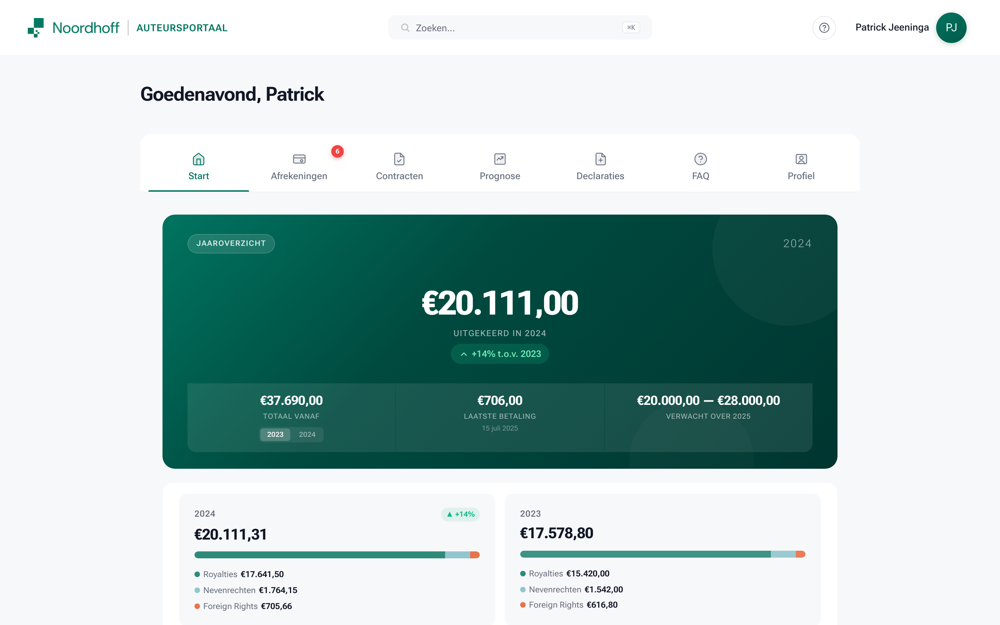 Noordhoff AUTEURSPORTAAL
Zoeken... ⌘K
Patrick Jeeninga PJ
Goedenavond, Patrick
6
Start Afrekeningen Contracten Prognose Declaraties FAQ Profiel
JAAROVERZICHT 2024
€20.111,00
UITGEKEERD IN 2024
+14% t.o.v. 2023
€37.690,00
TOTAAL VANAF
2023 2024
€706,00
LAATSTE BETALING
15 juli 2025
€20.000,00 — €28.000,00
VERWACHT OVER 2025
2024 ▲ +14%
€20.111,31
Royalties €17.641,50
Nevenrechten €1.764,15
Foreign Rights €705,66
2023
€17.578,80
Royalties €15.420,00
Nevenrechten €1.542,00
Foreign Rights €616,80